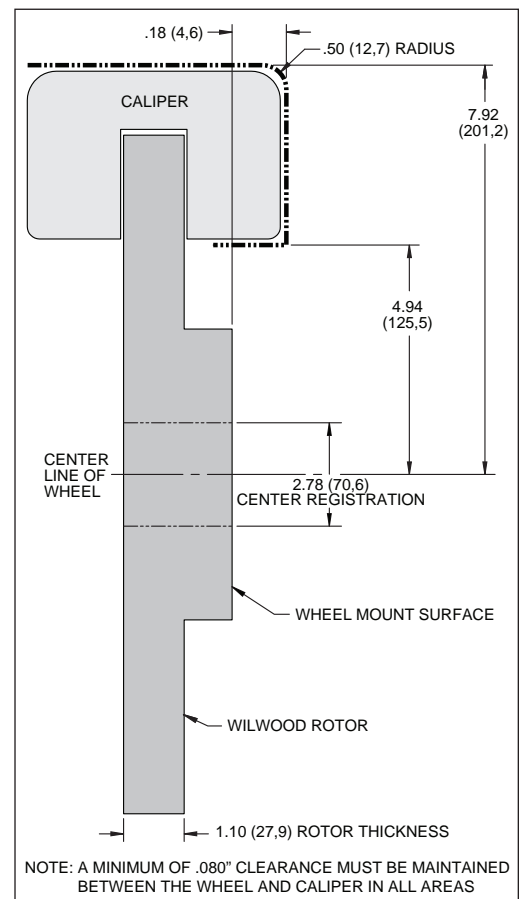 .18 (4,6)
.50 (12,7) RADIUS
7.92
(201,2)
CALIPER
4.94
(125,5)
CENTER
LINE OF
WHEEL
2.78 (70,6)
CENTER REGISTRATION
WHEEL MOUNT SURFACE
WILWOOD ROTOR
1.10 (27,9) ROTOR THICKNESS
NOTE: A MINIMUM OF .080" CLEARANCE MUST BE MAINTAINED
BETWEEN THE WHEEL AND CALIPER IN ALL AREAS